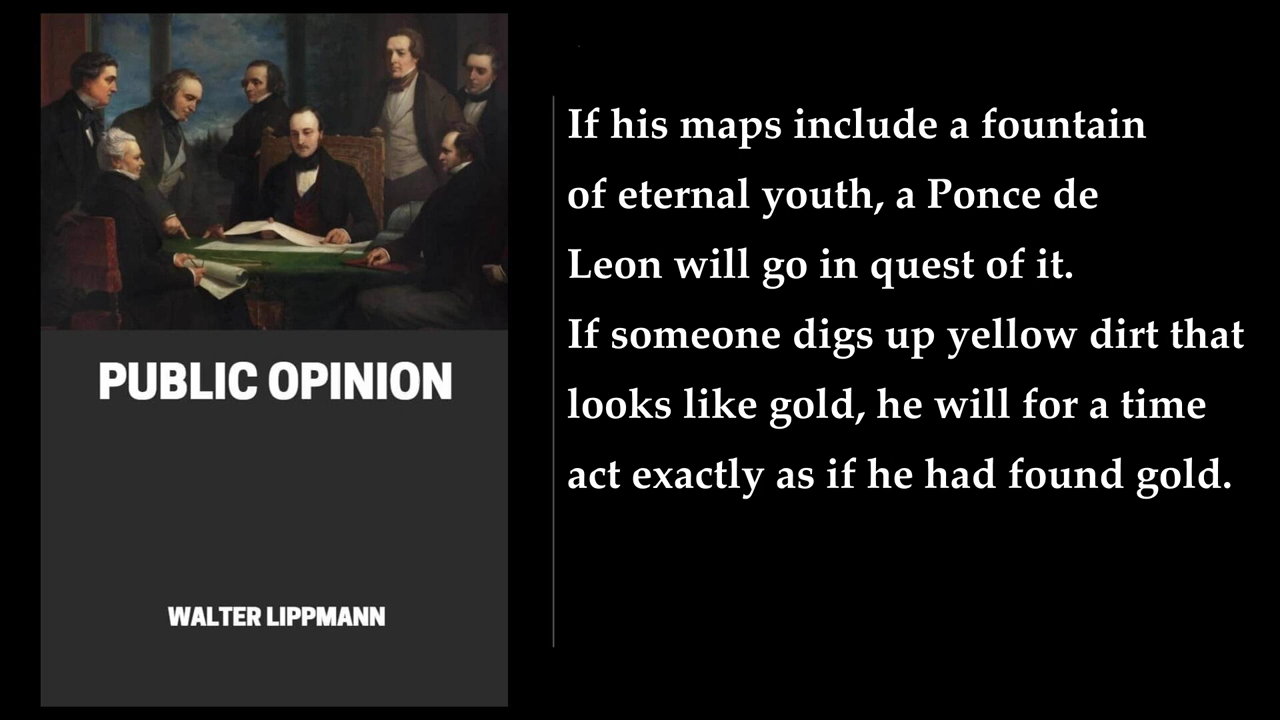 PUBLIC OPINION
WALTER LIPPMANN
If his maps include a fountain
of eternal youth, a Ponce de
Leon will go in quest of it.
If someone digs up yellow dirt that
looks like gold, he will for a time
act exactly as if he had found gold.